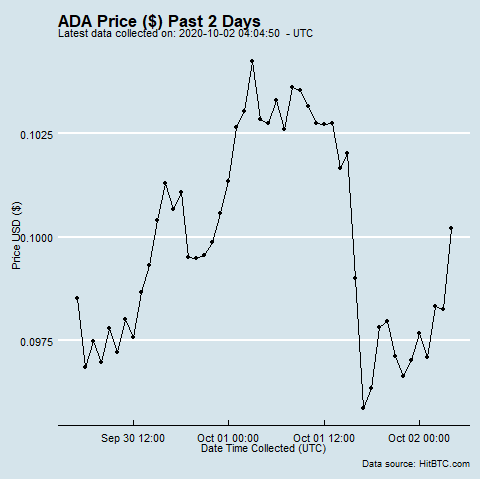 ADA Price ($) Past 2 Days
Latest data collected on: 2020-10-02 04:04:50 - UTC
Price USD ($)
0.1025
0.1000
0.0975
Sep 30 12:00
Oct 01 00:00
Oct 01 12:00
Oct 02 00:00
Date Time Collected (UTC)
Data source: HitBTC.com